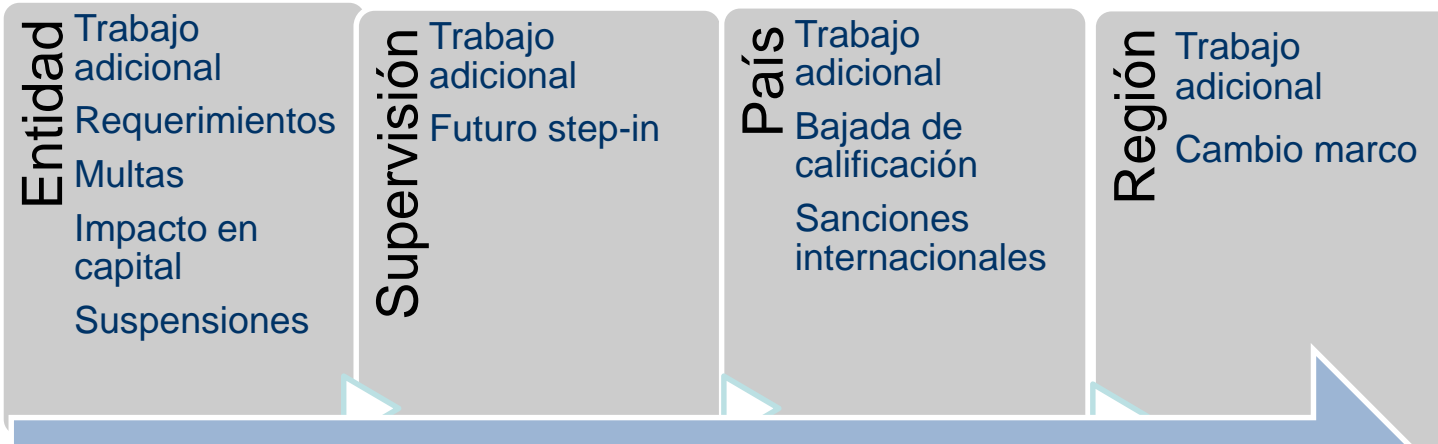 Entidad
Trabajo
adicional
Requerimientos
Multas
Impacto en
capital
Suspensiones
Supervisión
Trabajo
adicional
Futuro step-in
País
Trabajo
adicional
Bajada de
calificación
Sanciones
internacionales
Región
Trabajo
adicional
Cambio marco